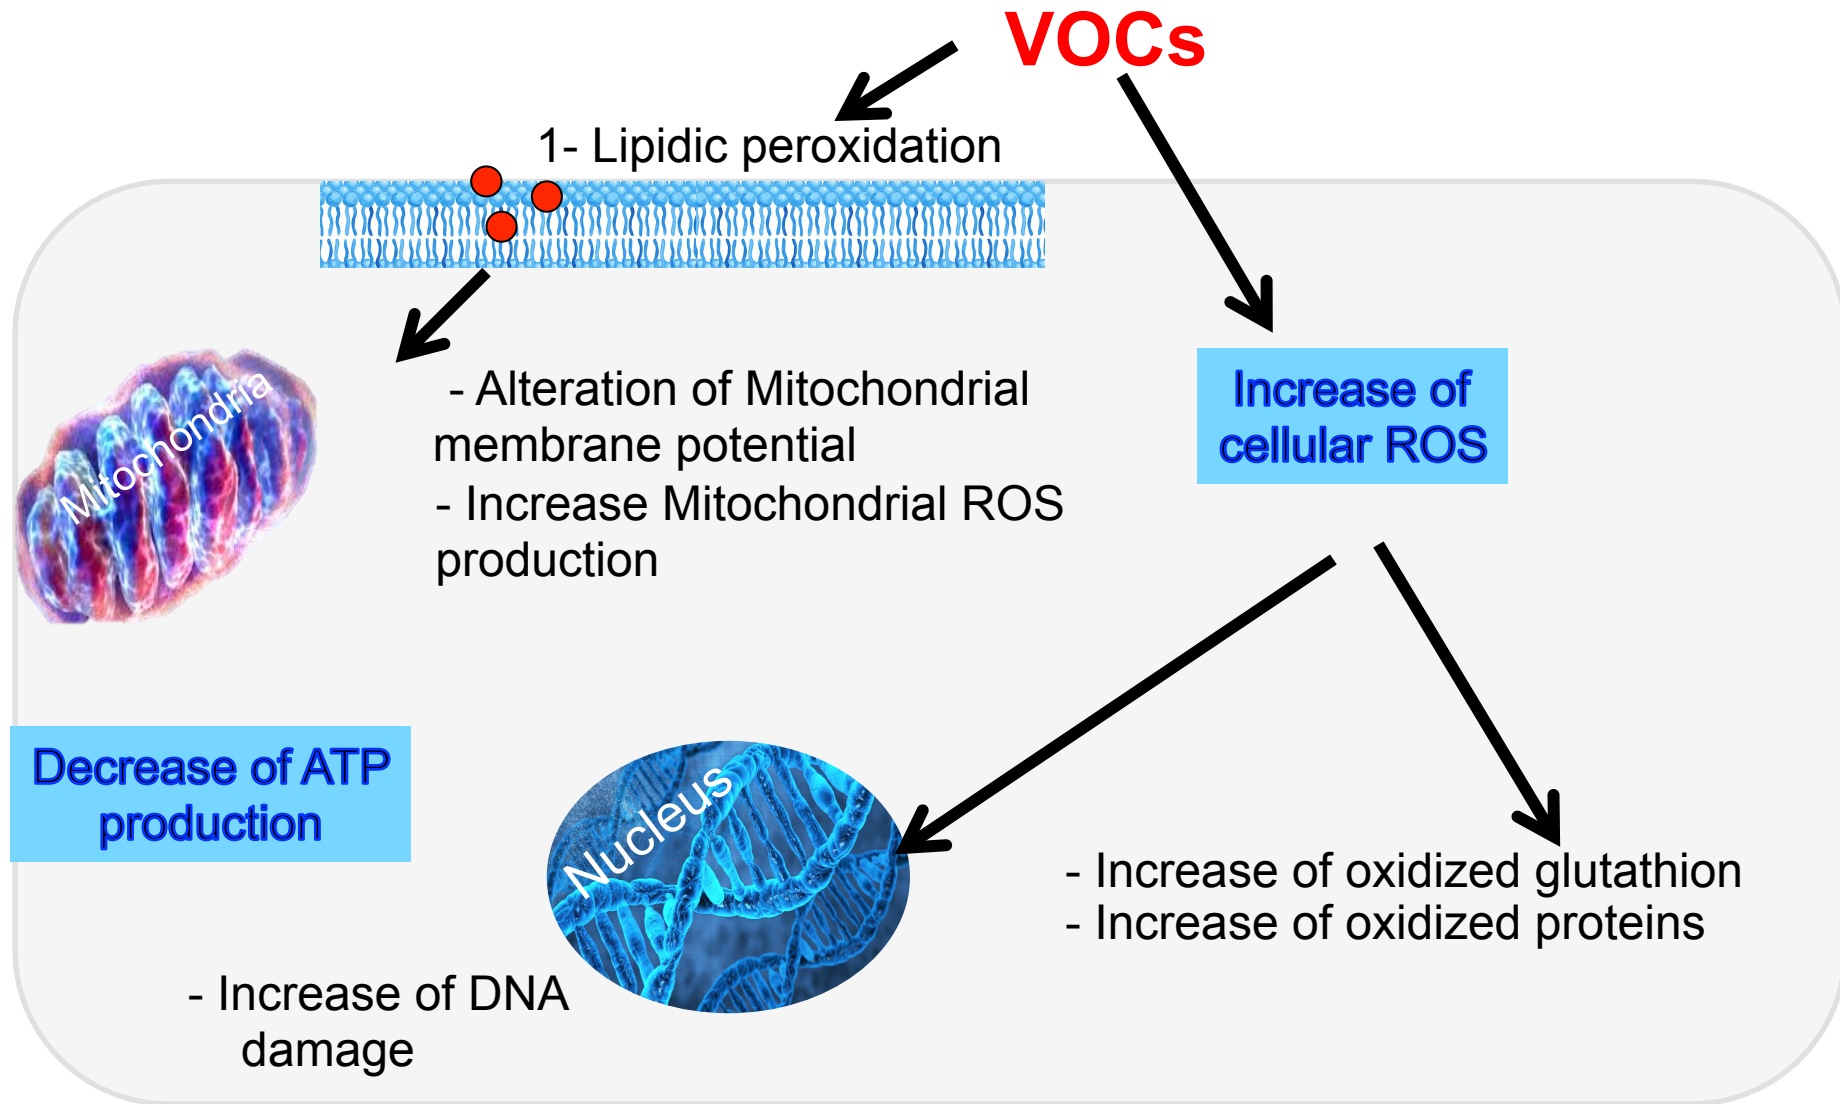 VOCs
1- Lipidic peroxidation
Mitochondria
- Alteration of Mitochondrial
membrane potential
- Increase Mitochondrial ROS
production
Increase of
cellular ROS
Decrease of ATP
production
Nucleus
- Increase of oxidized glutathion
- Increase of oxidized proteins
- Increase of DNA
damage